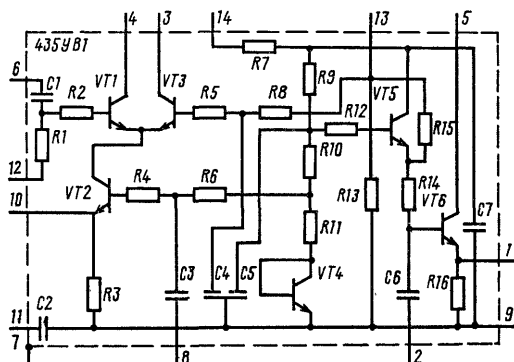 4 3 14 13 5
435УВ1
6 C1 R2 VT1 VT3 R5 R8 R7 R9 R12 VT5 R15
R1
12
10 VT2 R4 R6 R10 R13 R14 VT6 C7
R11
R3 C3 C4 C5 VT4 C6 R16 1
11 C2 9
7 8 2